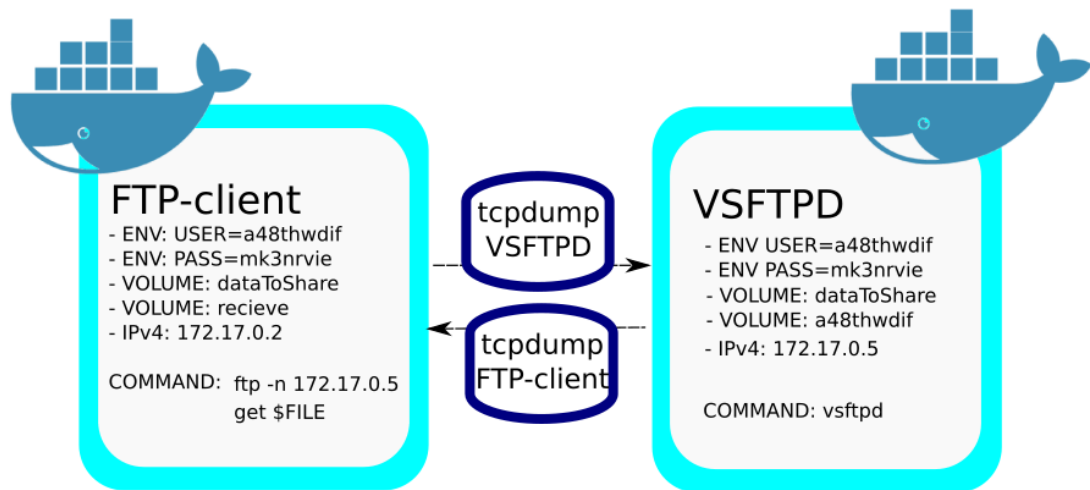 FTP-client
- ENV: USER=a48thwdif
- ENV: PASS=mk3nrvie
- VOLUME: dataToShare
- VOLUME: recieve
- IPv4: 172.17.0.2
COMMAND: ftp -n 172.17.0.5
get $FILE
tcpdump
VSFTPD
tcpdump
FTP-client
VSFTPD
- ENV USER=a48thwdif
- ENV PASS=mk3nrvie
- VOLUME: dataToShare
- VOLUME: a48thwdif
- IPv4: 172.17.0.5
COMMAND: vsftpd